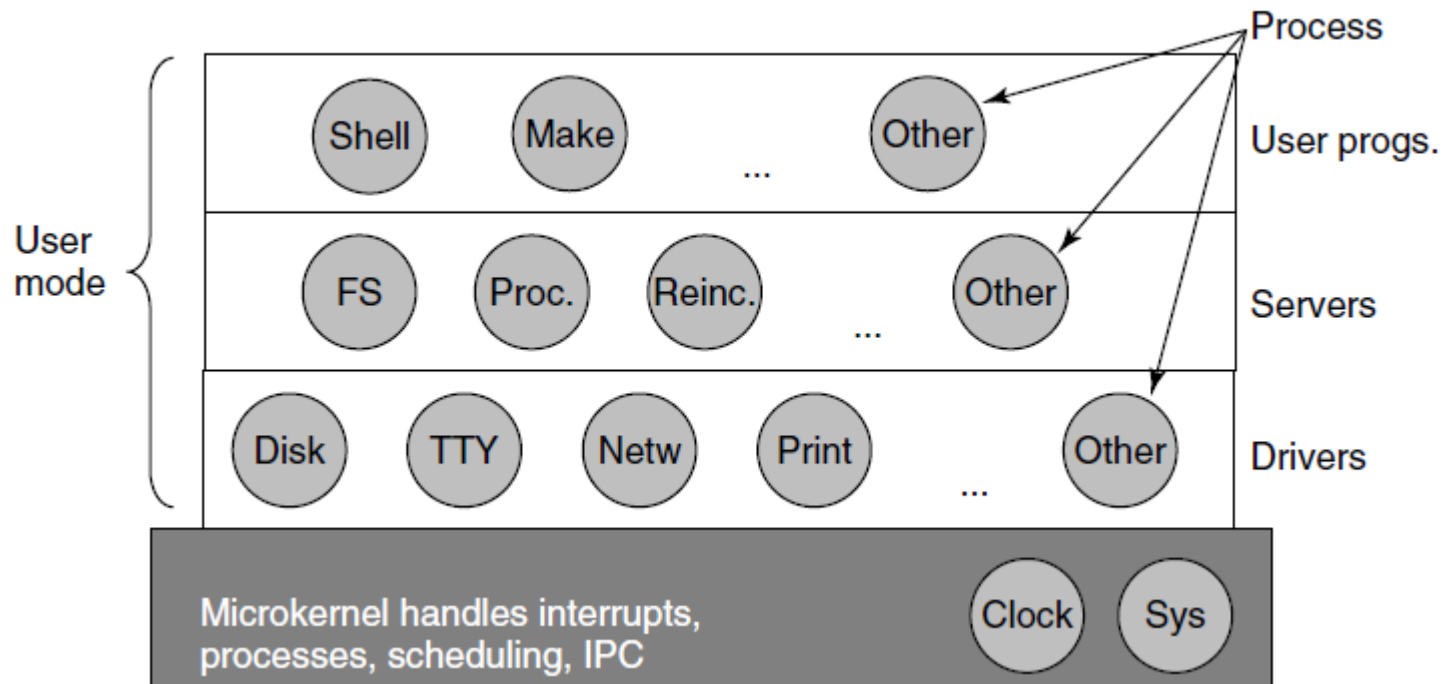 Process
Shell
Make
...
Other
User progs.
User
mode
FS
Proc.
Reinc.
...
Other
Servers
Disk
TTY
Netw
Print
...
Other
Drivers
Microkernel handles interrupts,
processes, scheduling, IPC
Clock
Sys